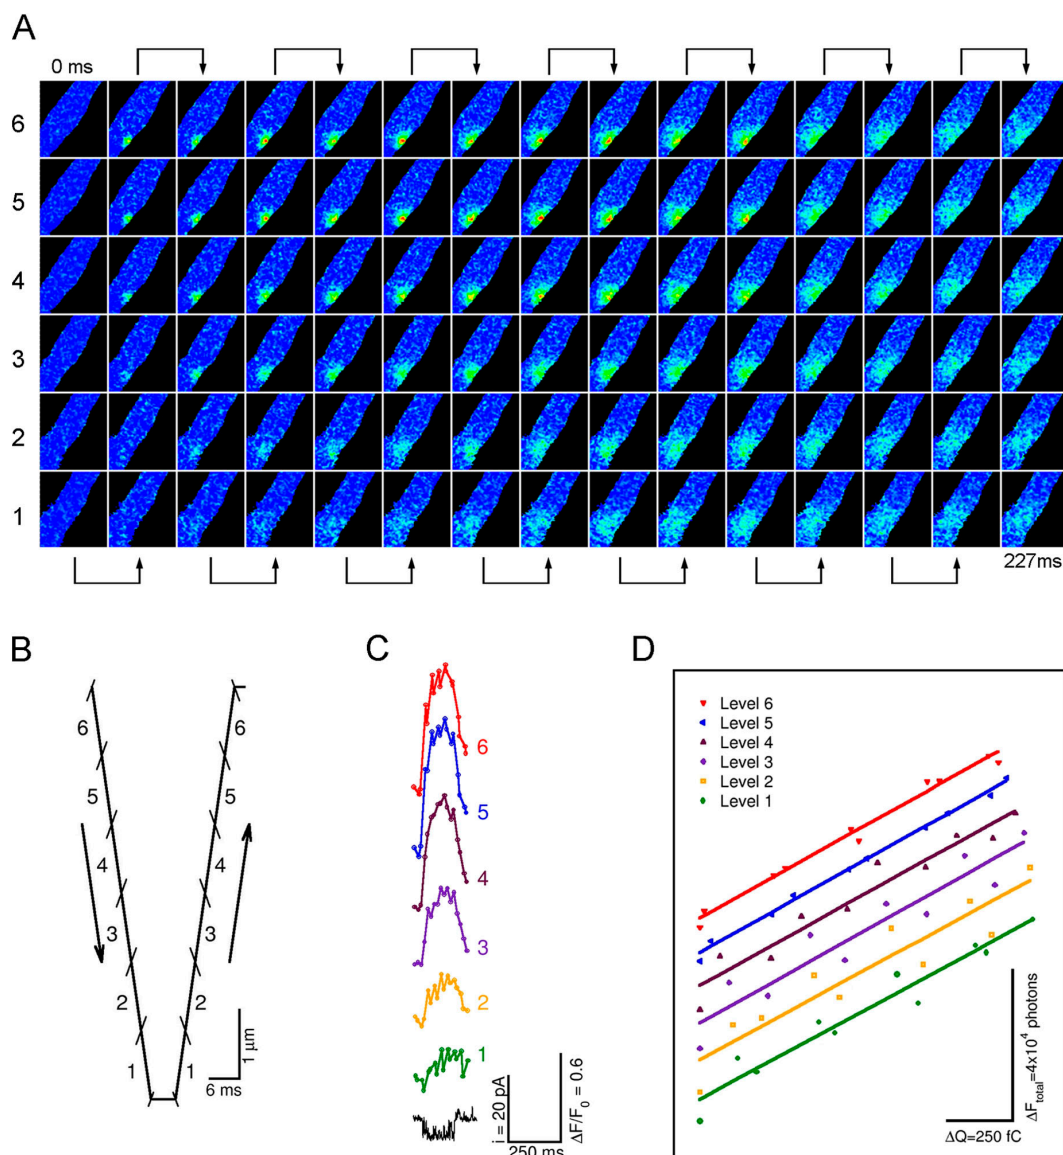 A
0 ms
6
5
4
3
2
1
227ms
B
6 6
5 5
4 4
3 3
2 2
1 1
1 μm
6 ms
C
6
5
4
3
2
1
i = 20 pA
ΔF/F0 = 0.6
250 ms
D
Level 6
Level 5
Level 4
Level 3
Level 2
Level 1
ΔFtotal=4x10⁴ photons
ΔQ=250 fC